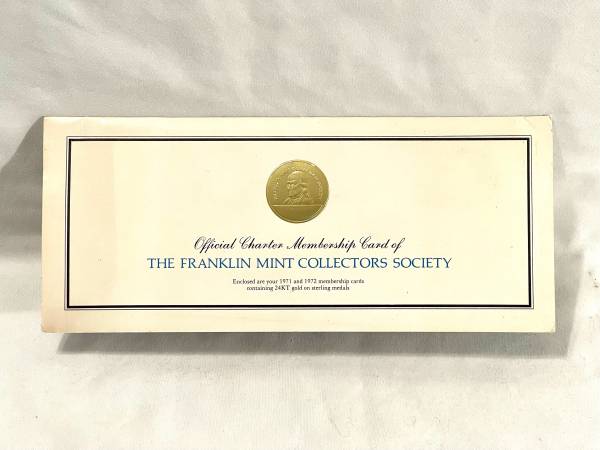 Official Charter Membership Card of
THE FRANKLIN MINT COLLECTORS SOCIETY
Enclosed are your 1971 and 1972 membership cards
containing 24KT gold on sterling medals